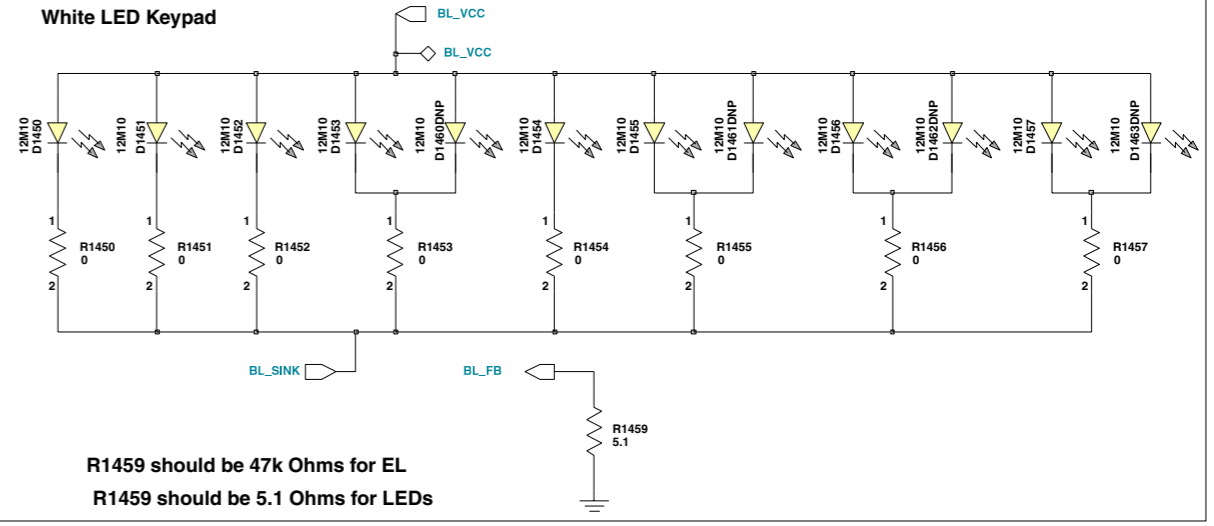 White LED Keypad
BL_VCC
BL_VCC
12M10
D1450
12M10
D1451
12M10
D1452
12M10
D1453
12M10
D1460DNP
12M10
D1454
12M10
D1455
12M10
D1461DNP
12M10
D1456
12M10
D1462DNP
12M10
D1457
12M10
D1463DNP
1
R1450
0
2
1
R1451
0
2
1
R1452
0
2
1
R1453
0
2
1
R1454
0
2
1
R1455
0
2
1
R1456
0
2
1
R1457
0
2
BL_SINK
BL_FB
R1459
5.1
R1459 should be 47k Ohms for EL
R1459 should be 5.1 Ohms for LEDs